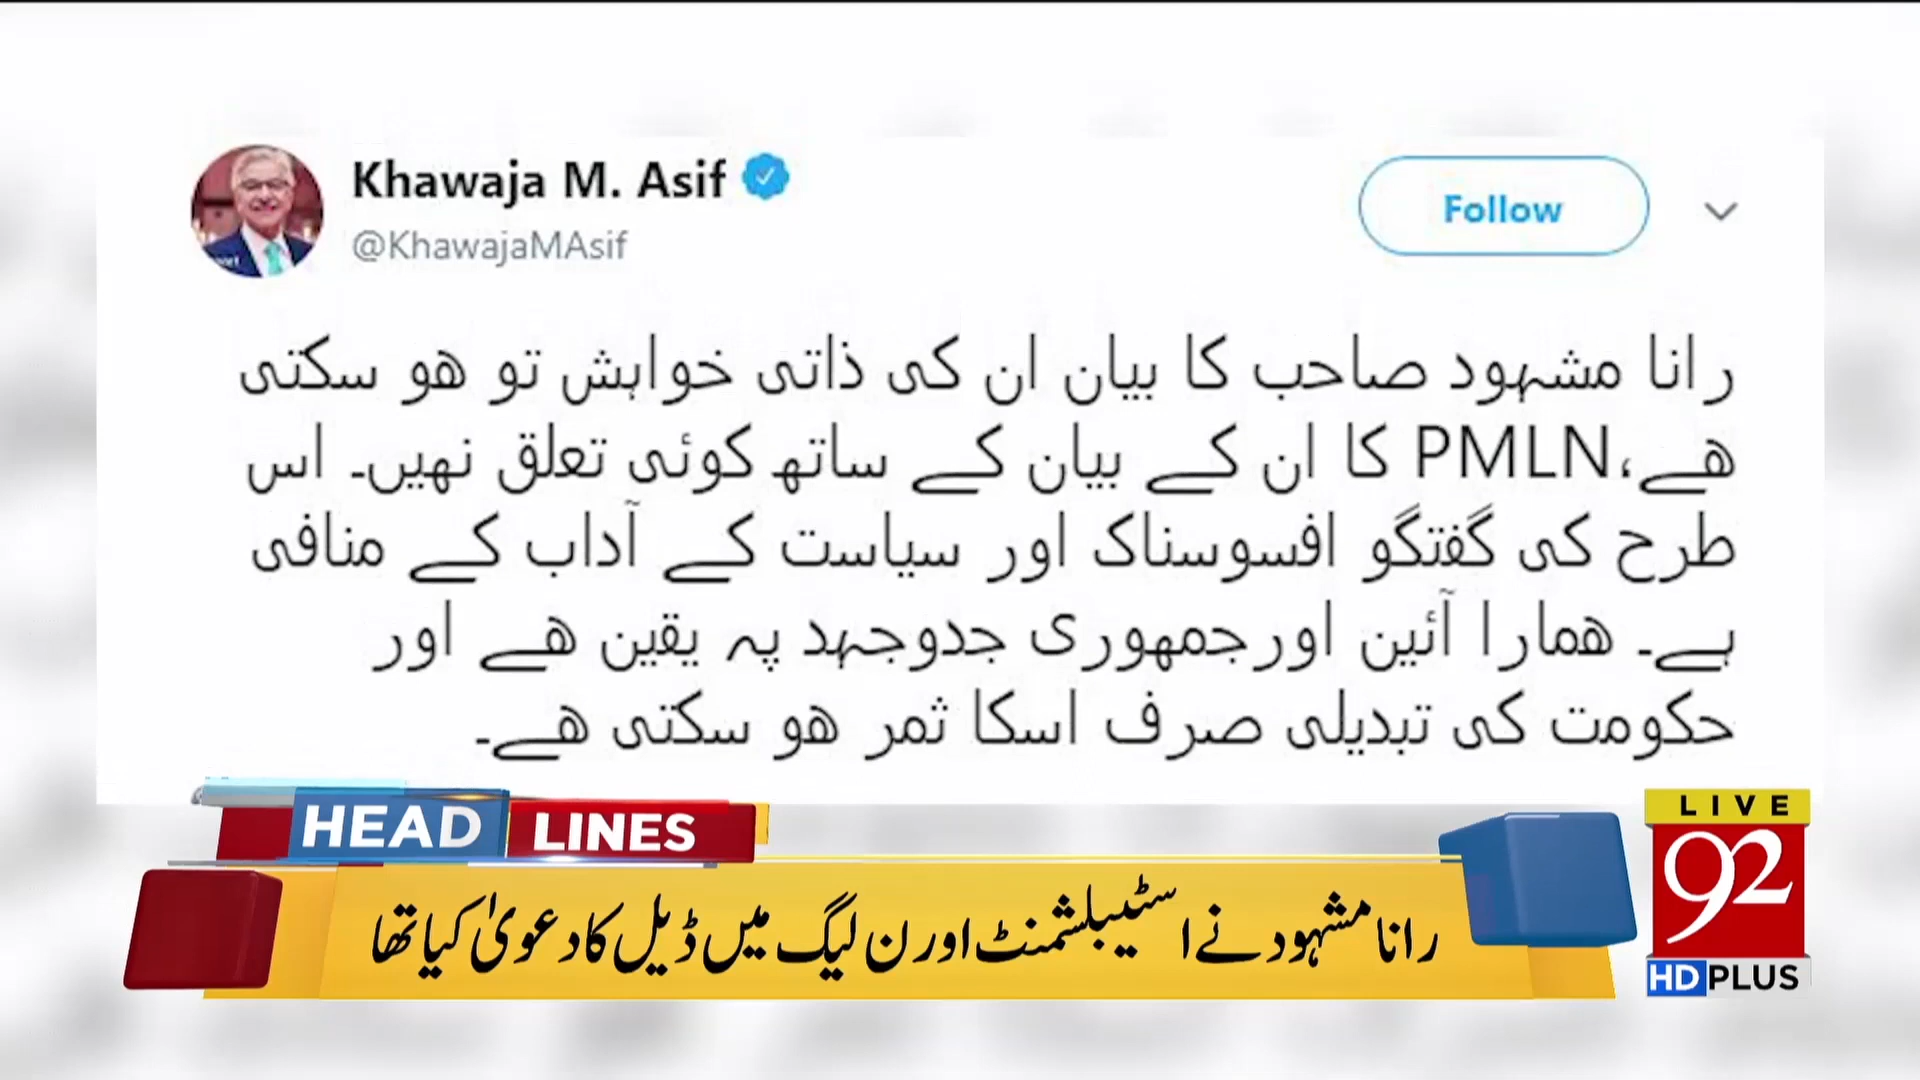 Khawaja M. Asif
@KhawajaMAsif
Follow
رانا مشہود صاحب کا بیان ان کی ذاتی خواہش تو ھو سکتی
ھے،PMLN کا ان کے بیان کے ساتھ کوئی تعلق نھیں۔ اس
طرح کی گفتگو افسوسناک اور سیاست کے آداب کے منافی
ہے۔ ھمارا آئین اورجمھوری جدوجہد پہ یقین ھے اور
حکومت کی تبدیلی صرف اسکا ثمر ھو سکتی ھے۔
HEAD LINES
رانا مشہود نے اسٹیبلشمنٹ اور ن لیگ میں ڈیل کا دعویٰ کیا تھا
LIVE
92
HD PLUS